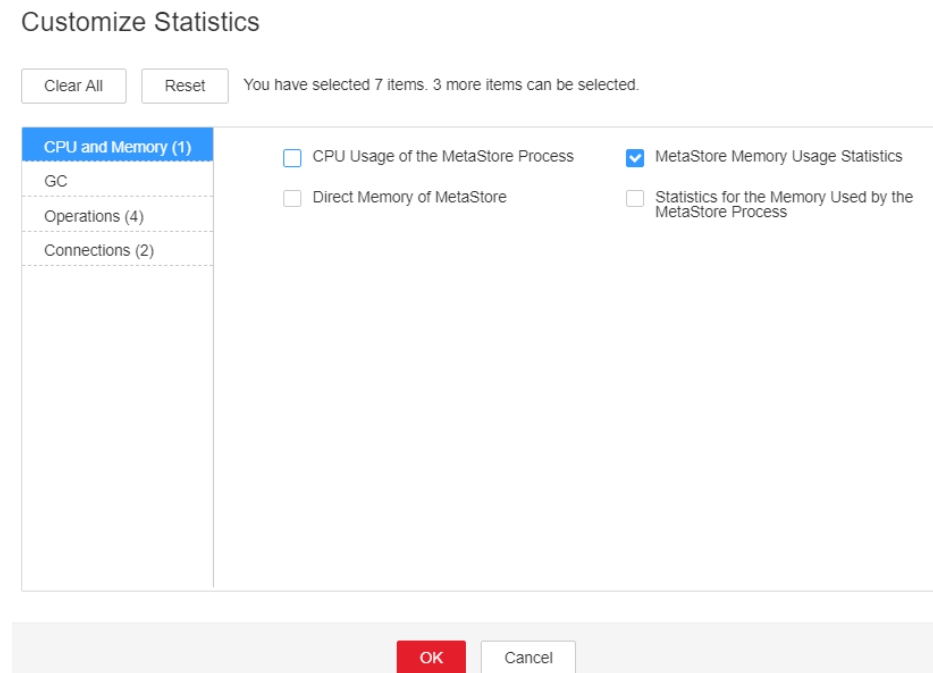 Customize Statistics
Clear All
Reset
You have selected 7 items. 3 more items can be selected.
CPU and Memory (1)
GC
Operations (4)
Connections (2)
CPU Usage of the MetaStore Process
MetaStore Memory Usage Statistics
Direct Memory of MetaStore
Statistics for the Memory Used by the
MetaStore Process
OK
Cancel